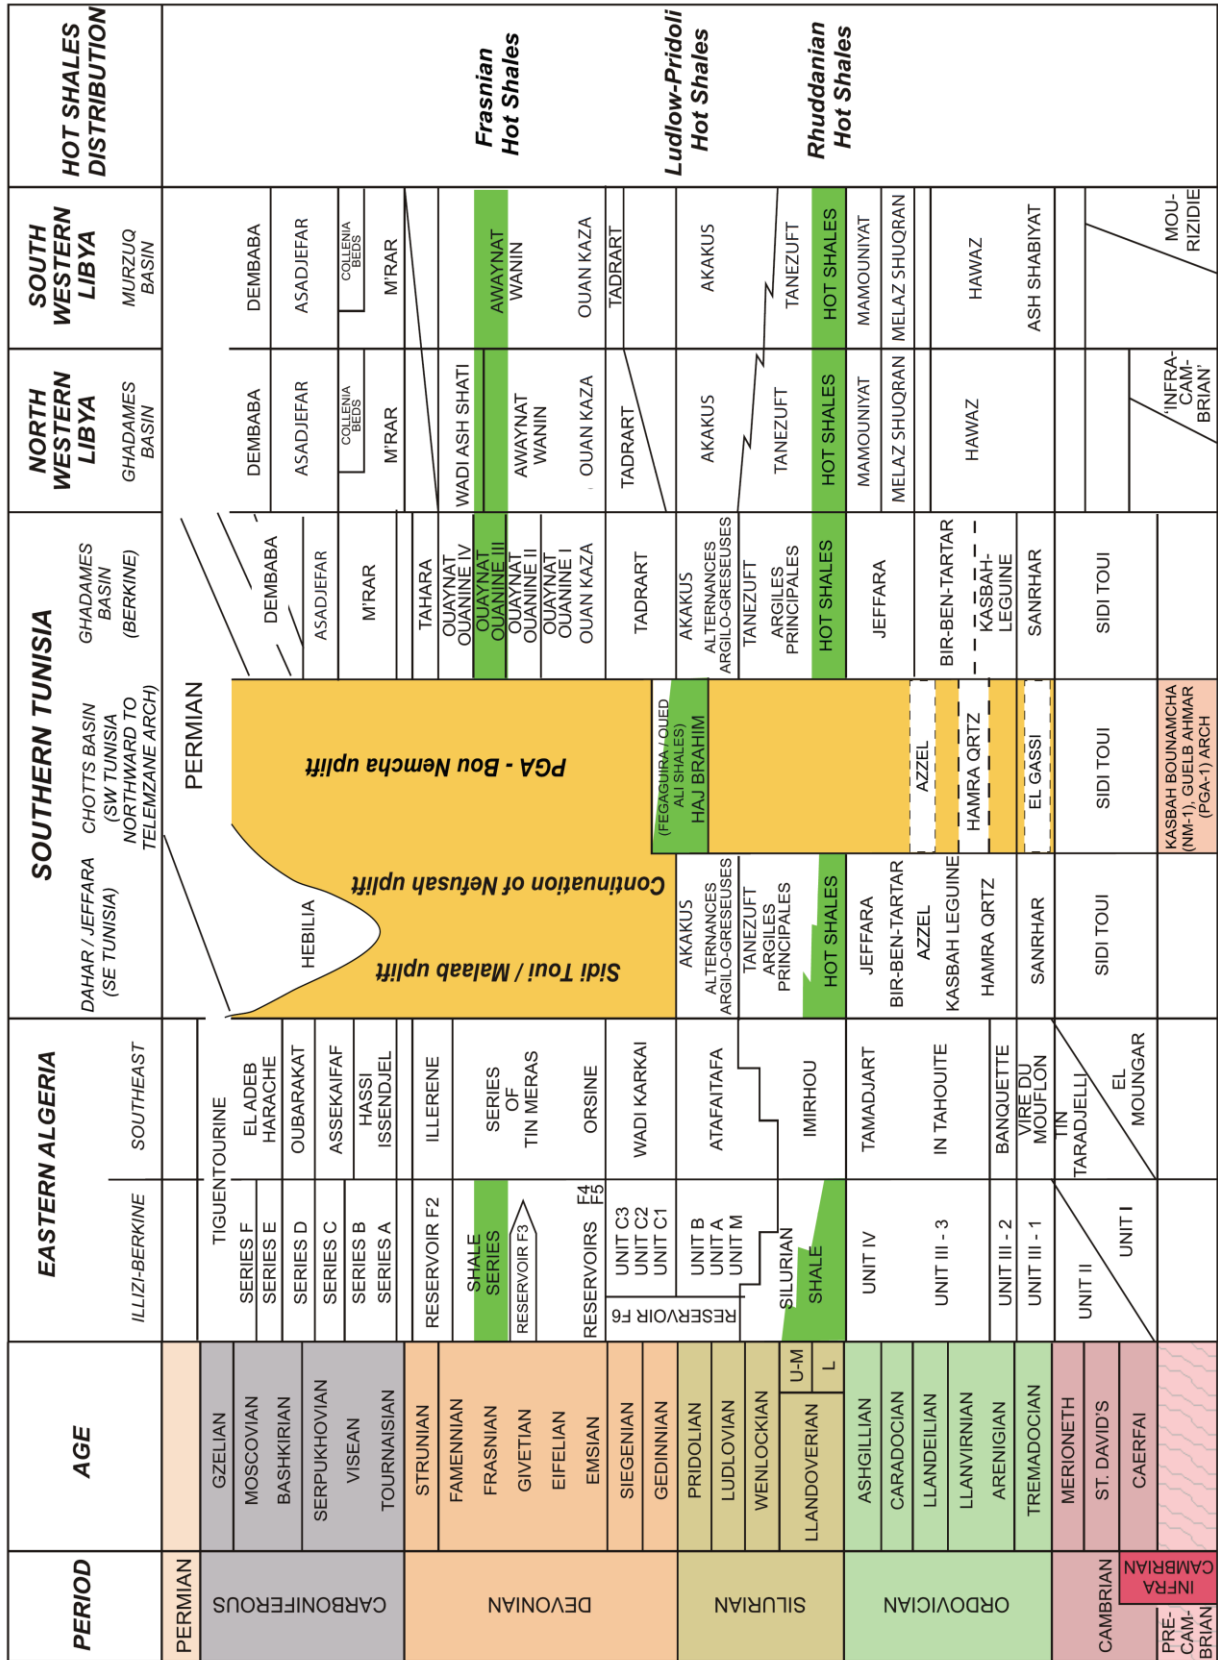 PERIOD
AGE
EASTERN ALGERIA
ILLIZI-BERKINE
SOUTHEAST
SOUTHERN TUNISIA
DAHAR / JEFFARA
(SE TUNISIA)
CHOTTS BASIN
(SW TUNISIA
NORTHWARD TO
TELEMZANE ARCH)
GHADAMES
BASIN
(BERKINE)
NORTH
WESTERN
LIBYA
GHADAMES
BASIN
SOUTH
WESTERN
LIBYA
MURZUQ
BASIN
HOT SHALES
DISTRIBUTION
PERMIAN
CARBONIFEROUS
DEVONIAN
SILURIAN
ORDOVICIAN
CAMBRIAN
INFRA
CAMBRIAN
PRE-
CAM-
BRIAN
GZELIAN
MOSCOVIAN
BASHKIRIAN
SERPUKHOVIAN
VISEAN
TOURNAISIAN
STRUNIAN
FAMENNIAN
FRASNIAN
GIVETIAN
EIFELIAN
EMSIAN
SIEGENIAN
GEDINNIAN
PRIDOLIAN
LUDLOVIAN
WENLOCKIAN
LLANDOVERIAN
U-M
L
ASHGILLIAN
CARADOCIAN
LLANDEILIAN
LLANVIRNIAN
ARENIGIAN
TREMADOCIAN
MERIONETH
ST. DAVID'S
CAERFAI
TIGUENTOURINE
SERIES F
SERIES E
SERIES D
SERIES C
SERIES B
SERIES A
RESERVOIR F2
SHALE
SERIES
RESERVOIR F3
RESERVOIRS
F4
F5
RESERVOIR F6
UNIT C3
UNIT C2
UNIT C1
UNIT B
UNIT A
UNIT M
SILURIAN
SHALE
UNIT IV
UNIT III - 3
UNIT III - 2
UNIT III - 1
UNIT II
UNIT I
EL ADEB
HARACHE
OUBARAKAT
ASSEKAIFAF
HASSI
ISSENDJEL
ILLERENE
SERIES
OF
TIN MERAS
ORSINE
WADI KARKAI
ATAFAITAFA
IMIRHOU
TAMADJART
IN TAHOUITE
BANQUETTE
VIRE DU
MOUFLON
TIN
TARADJELLI
EL
MOUNGAR
PERMIAN
HEBILIA
Sidi Toui / Malaab uplift
Continuation of Nefusah uplift
PGA - Bou Nemcha uplift
AKAKUS
ALTERNANCES
ARGILO-GRESEUSES
TANEZUFT
ARGILES
PRINCIPALES
HOT SHALES
JEFFARA
BIR-BEN-TARTAR
AZZEL
KASBAH LEGUINE
HAMRA QRTZ
SANRHAR
SIDI TOUI
(FEGAGUIRA / OUED
ALI SHALES)
HAJ BRAHIM
AZZEL
HAMRA QRTZ
EL GASSI
SIDI TOUI
KASBAH BOUNAMCHA
(NM-1), GUELB AHMAR
(PGA-1) ARCH
DEMBABA
ASADJEFAR
M'RAR
TAHARA
OUAYNAT
OUANINE IV
OUAYNAT
OUANINE III
OUAYNAT
OUANINE II
OUAYNAT
OUANINE I
OUAN KAZA
TADRART
AKAKUS
ALTERNANCES
ARGILO-GRESEUSES
TANEZUFT
ARGILES
PRINCIPALES
HOT SHALES
JEFFARA
BIR-BEN-TARTAR
KASBAH-
LEGUINE
SANRHAR
SIDI TOUI
DEMBABA
ASADJEFAR
COLLENIA
BEDS
M'RAR
WADI ASH SHATI
AWAYNAT
WANIN
OUAN KAZA
TADRART
AKAKUS
TANEZUFT
HOT SHALES
MAMOUNIYAT
MELAZ SHUQRAN
HAWAZ
'INFRA-
CAM-
BRIAN'
DEMBABA
ASADJEFAR
COLLENIA
BEDS
M'RAR
AWAYNAT
WANIN
OUAN KAZA
TADRART
AKAKUS
TANEZUFT
HOT SHALES
MAMOUNIYAT
MELAZ SHUQRAN
HAWAZ
ASH SHABIYAT
MOU-
RIZIDIE
Frasnian
Hot Shales
Ludlow-Pridoli
Hot Shales
Rhuddanian
Hot Shales